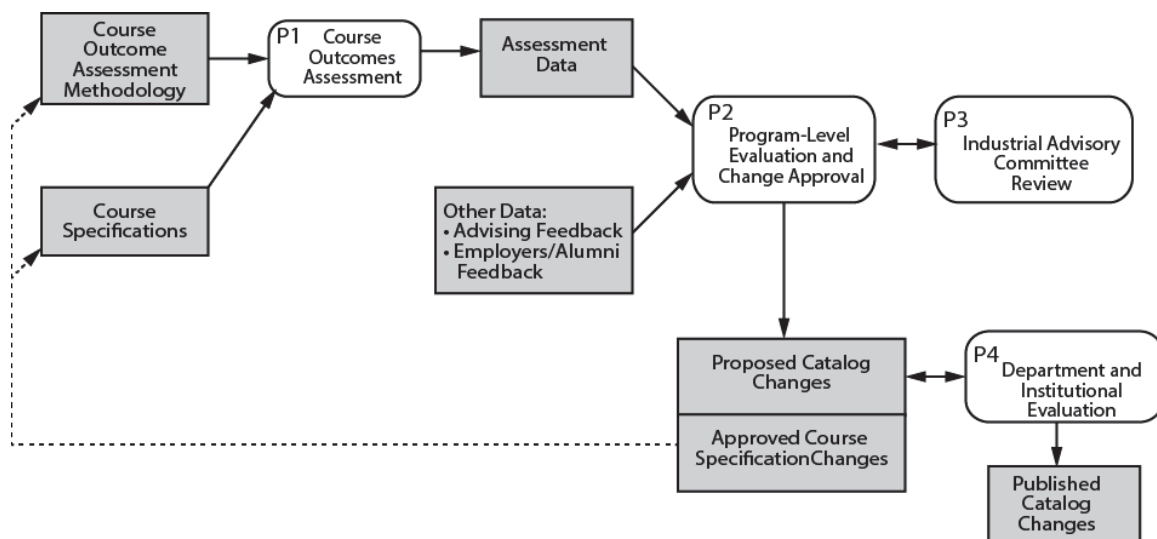 Course
Outcome
Assessment
Methodology
P1
Course
Outcomes
Assessment
Assessment
Data
P2
Program-Level
Evaluation and
Change Approval
P3
Industrial Advisory
Committee
Review
Course
Specifications
Other Data:
• Advising Feedback
• Employers/Alumni
Feedback
Proposed Catalog
Changes
P4
Department and
Institutional
Evaluation
Approved Course
SpecificationChanges
Published
Catalog
Changes